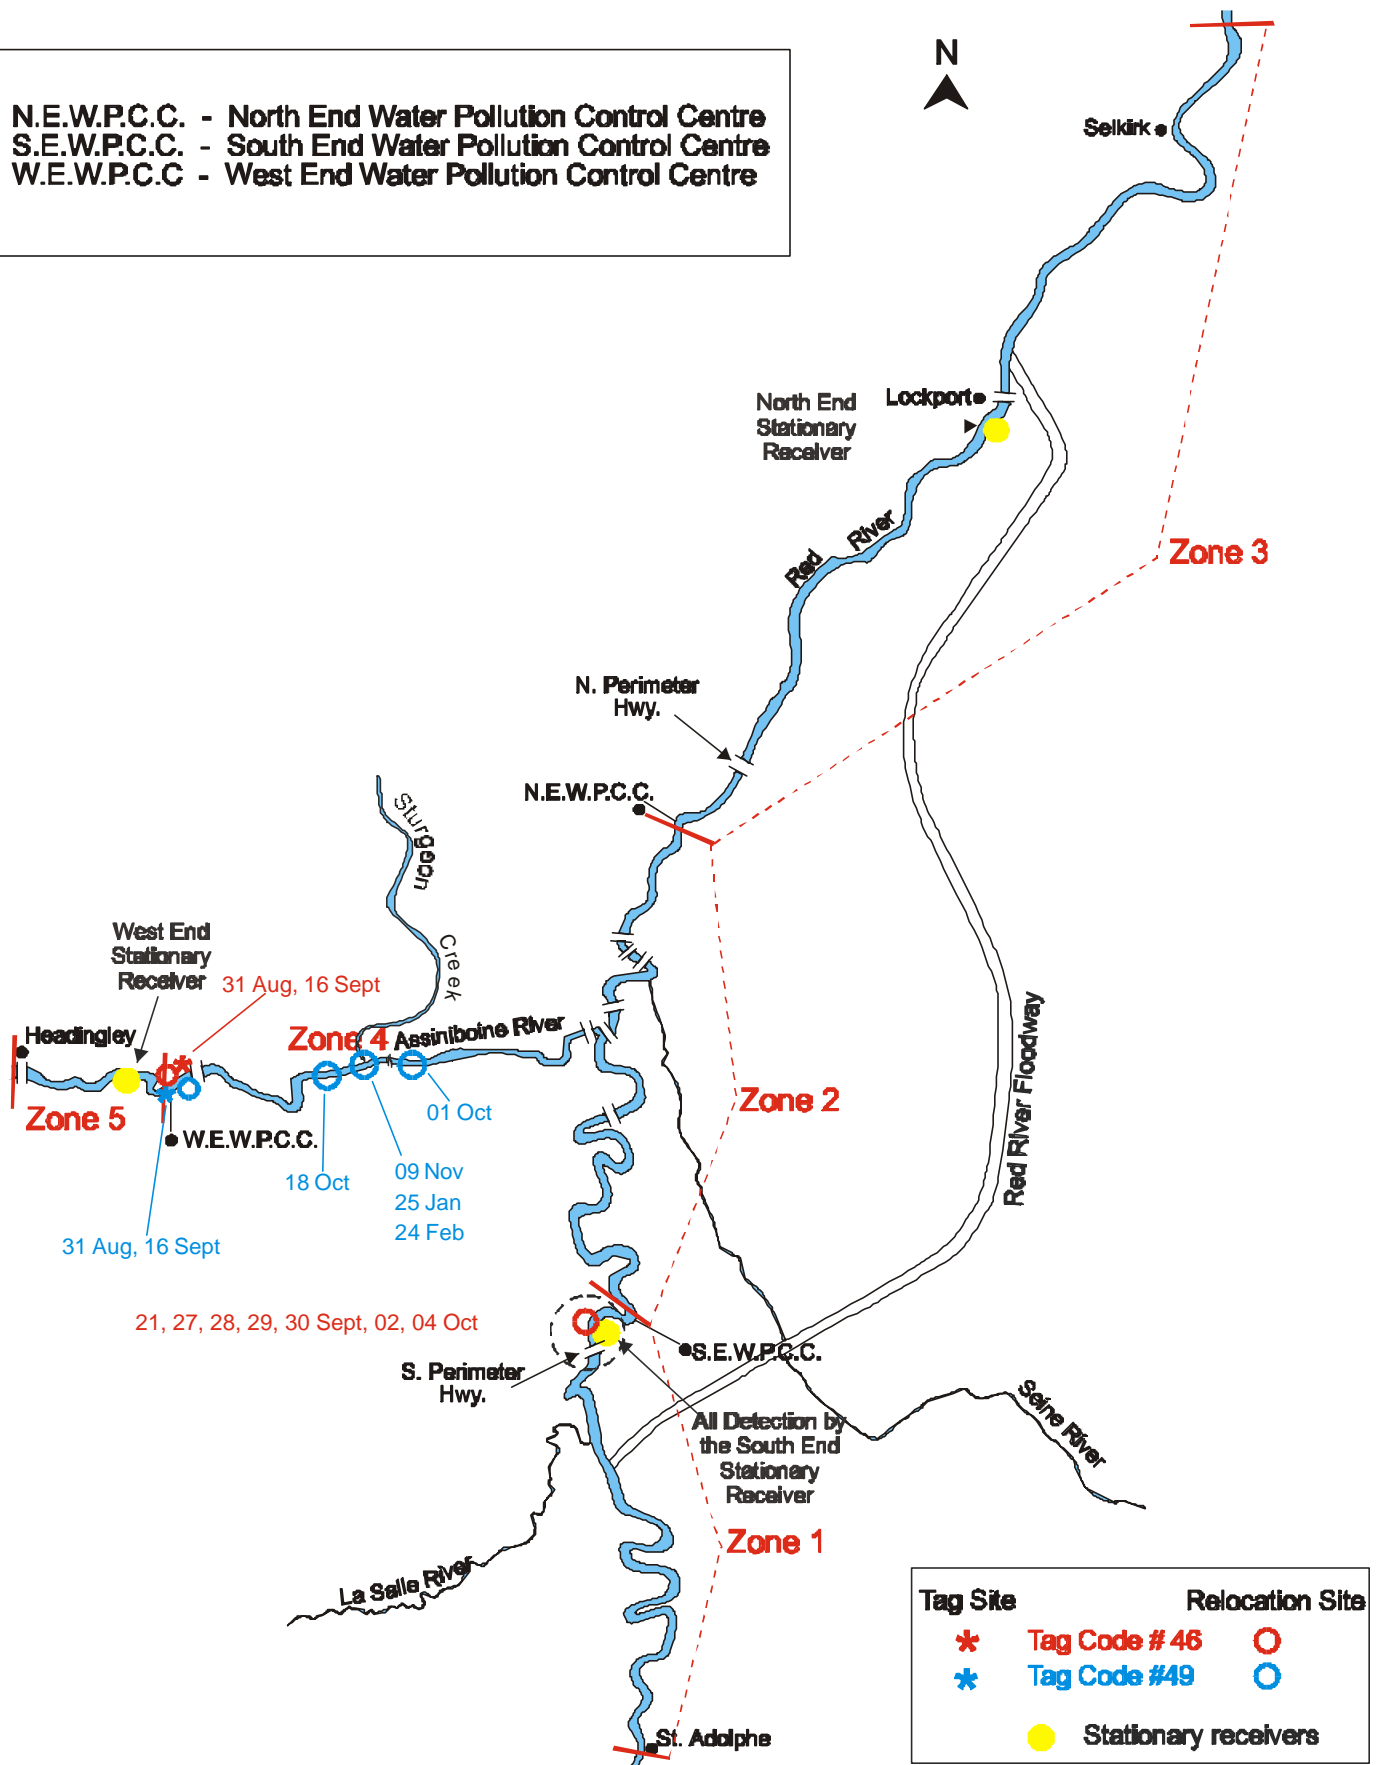 N
N.E.W.P.C.C. - North End Water Pollution Control Centre
S.E.W.P.C.C. - South End Water Pollution Control Centre
W.E.W.P.C.C - West End Water Pollution Control Centre
Selkirk
Lockport
North End
Stationary
Receiver
Red River
Zone 3
N. Perimeter
Hwy.
N.E.W.P.C.C.
Sturgeon
Creek
West End
Stationary
Receiver
31 Aug, 16 Sept
Headingley
Zone 4
Assiniboine River
Zone 5
W.E.W.P.C.C.
01 Oct
18 Oct
09 Nov
25 Jan
24 Feb
31 Aug, 16 Sept
Zone 2
Red River Floodway
21, 27, 28, 29, 30 Sept, 02, 04 Oct
S. Perimeter
Hwy.
S.E.W.P.C.C.
All Detection by
the South End
Stationary
Receiver
Seine River
Zone 1
La Salle River
St. Adolphe
Tag Site Relocation Site
Tag Code # 46
Tag Code #49
Stationary receivers